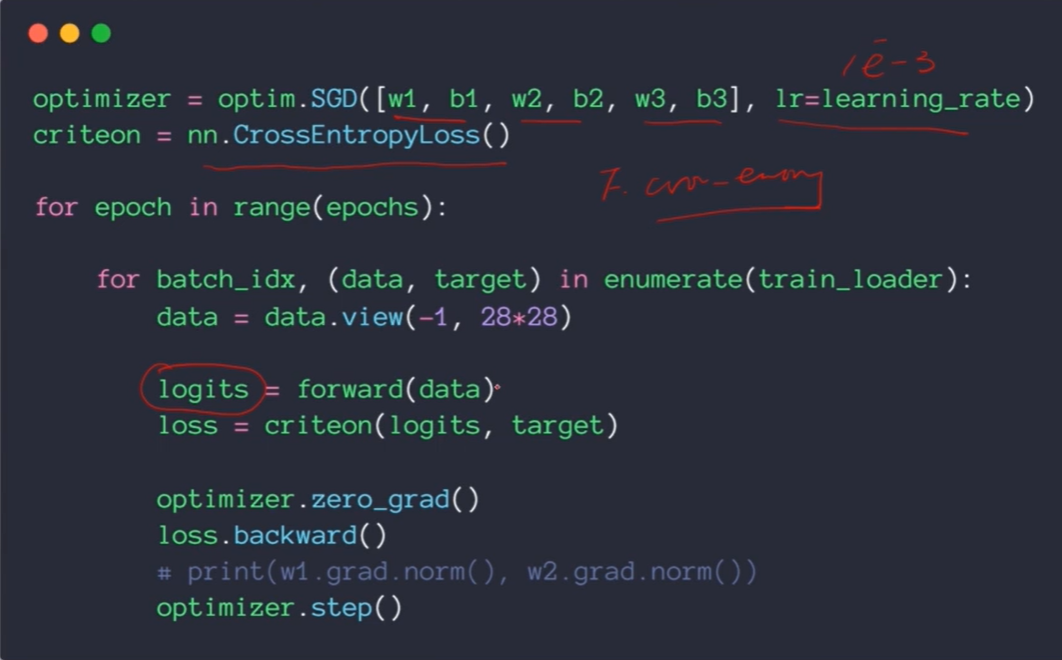 1e-3
optimizer = optim.SGD([w1, b1, w2, b2, w3, b3], lr=learning_rate)
criteon = nn.CrossEntropyLoss()
F.
for epoch in range(epochs):
for batch_idx, (data, target) in enumerate(train_loader):
data = data.view(-1, 28*28)
logits = forward(data)
loss = criteon(logits, target)
optimizer.zero_grad()
loss.backward()
# print(w1.grad.norm(), w2.grad.norm())
optimizer.step()